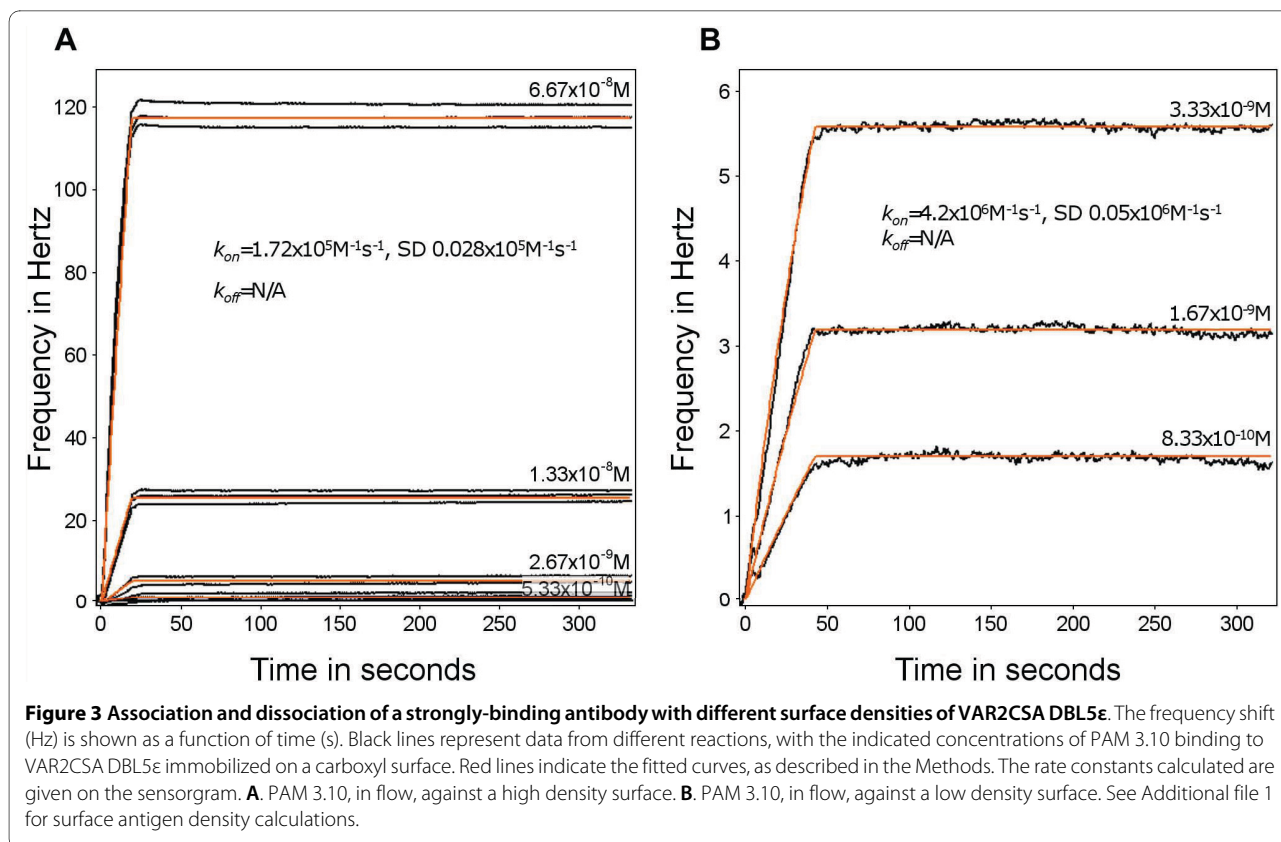 A
Frequency in Hertz
120
100
80
60
40
20
0
6.67x10⁻⁸M
kon=1.72x10⁵M⁻¹s⁻¹, SD 0.028x10⁵M⁻¹s⁻¹
koff=N/A
1.33x10⁻⁸M
2.67x10⁻⁹M
5.33x10⁻¹⁰M
0 50 100 150 200 250 300
Time in seconds
B
Frequency in Hertz
6
5
4
3
2
1
0
3.33x10⁻⁹M
kon=4.2x10⁶M⁻¹s⁻¹, SD 0.05x10⁶M⁻¹s⁻¹
koff=N/A
1.67x10⁻⁹M
8.33x10⁻¹⁰M
0 50 100 150 200 250 300
Time in seconds
Figure 3 Association and dissociation of a strongly-binding antibody with different surface densities of VAR2CSA DBL5ε. The frequency shift
(Hz) is shown as a function of time (s). Black lines represent data from different reactions, with the indicated concentrations of PAM 3.10 binding to
VAR2CSA DBL5ε immobilized on a carboxyl surface. Red lines indicate the fitted curves, as described in the Methods. The rate constants calculated are
given on the sensorgram. A. PAM 3.10, in flow, against a high density surface. B. PAM 3.10, in flow, against a low density surface. See Additional file 1
for surface antigen density calculations.